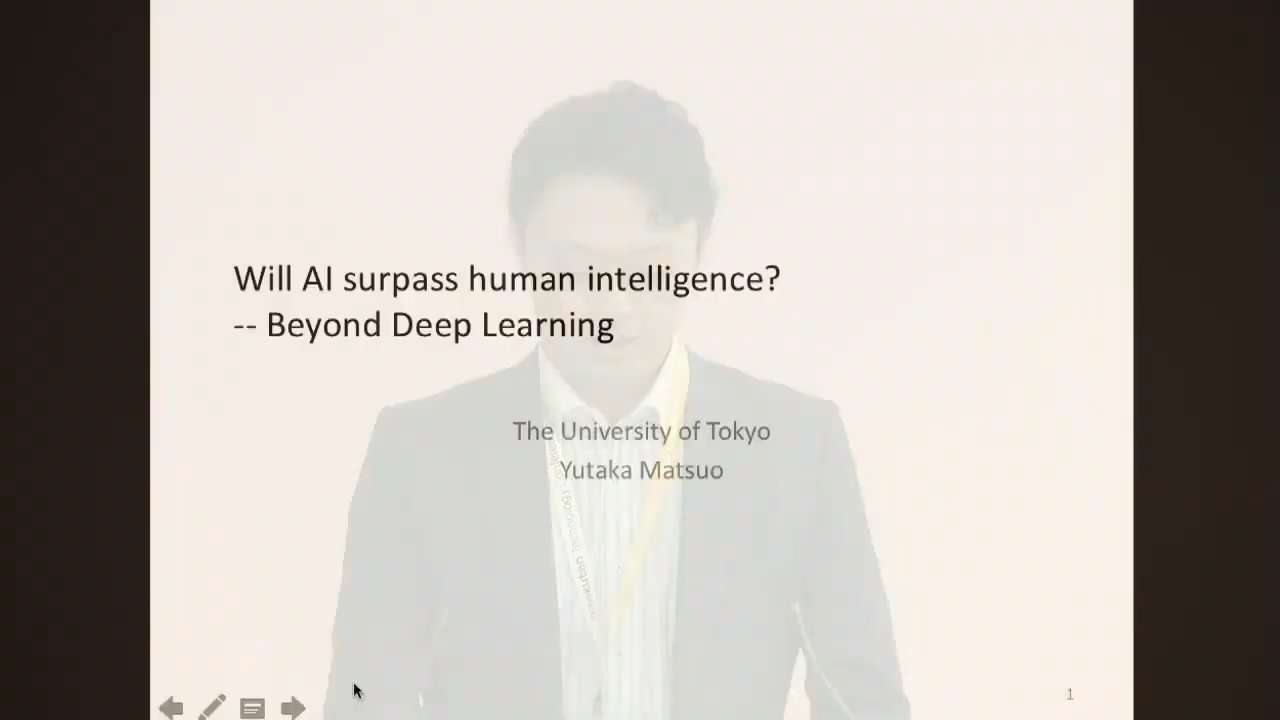 Will AI surpass human intelligence?
-- Beyond Deep Learning
The University of Tokyo
Yutaka Matsuo
1